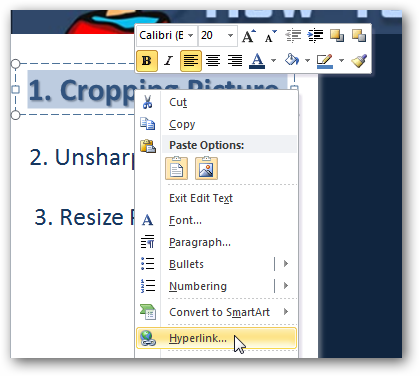 Calibri (E 20 A A
B I A
1. Cropping Picture
Cut
Copy
Paste Options:
2. Unsharp
A
Exit Edit Text
3. Resize
A Font...
Paragraph...
Bullets
Numbering
Convert to SmartArt
Hyperlink...